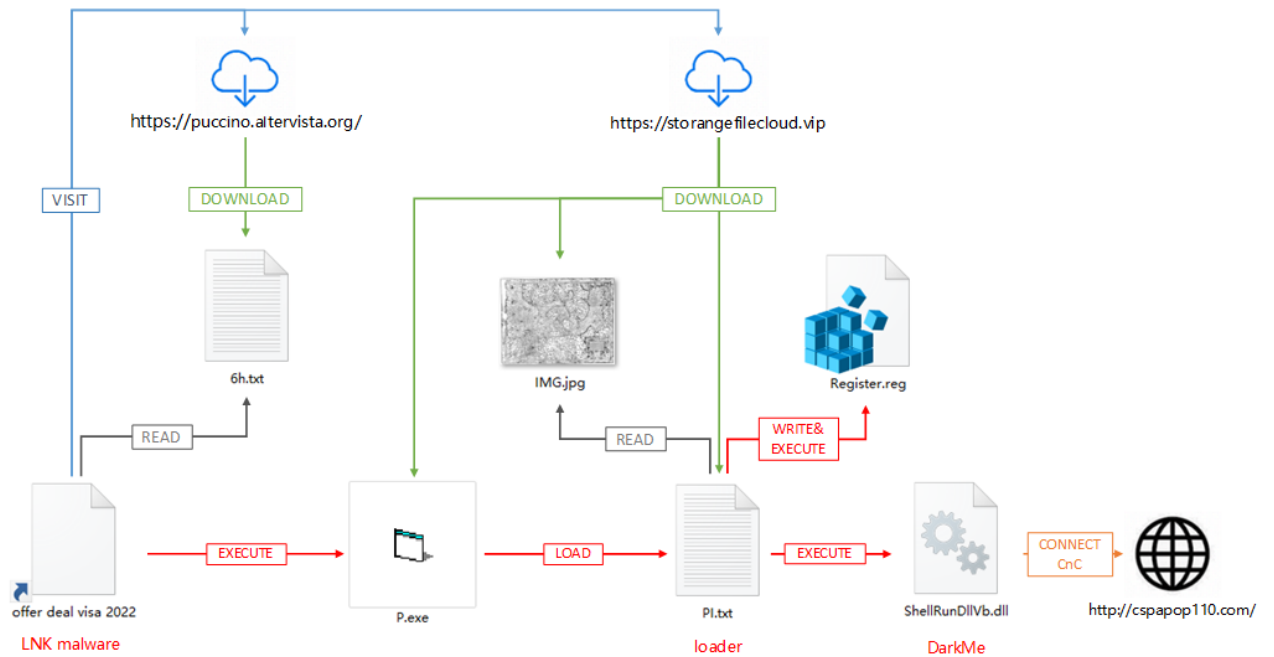 https://puccino.altervista.org/
https://storangefilecloud.vip
VISIT
DOWNLOAD
DOWNLOAD
6h.txt
IMG.jpg
Register.reg
READ
READ
WRITE&
EXECUTE
EXECUTE
LOAD
EXECUTE
CONNECT
CnC
offer deal visa 2022
P.exe
PI.txt
ShellRunDllVb.dll
http://cspapop110.com/
LNK malware
loader
DarkMe